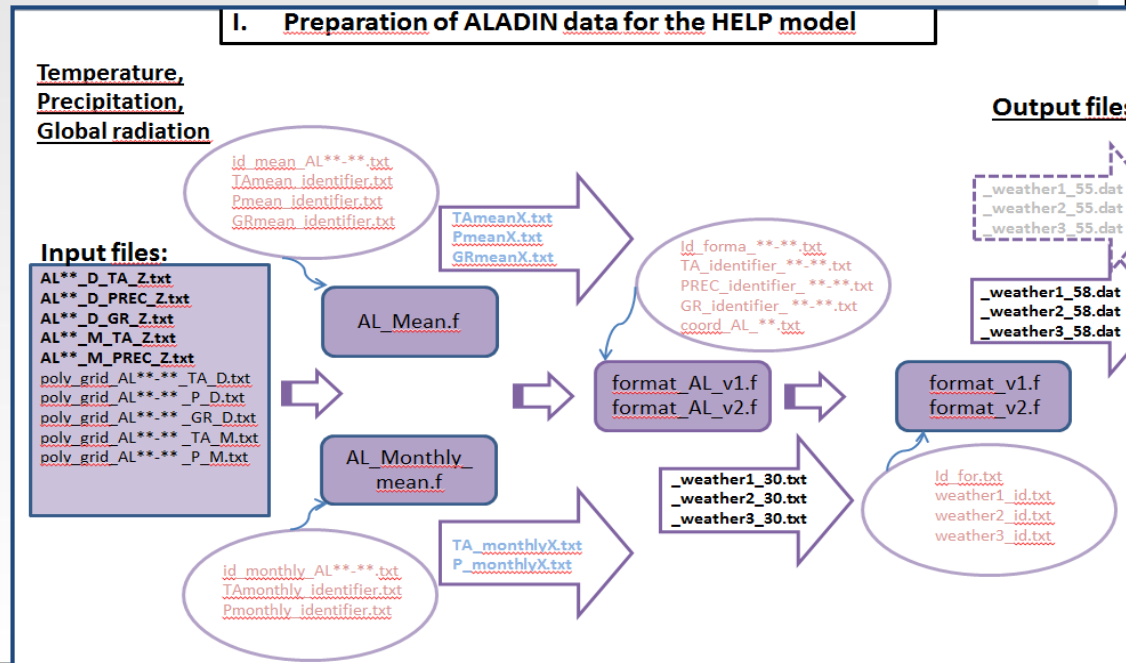 I. Preparation of ALADIN data for the HELP model
Temperature,
Precipitation,
Global radiation
Output files
id_mean_AL**-**.txt
TAmean_identifier.txt
Pmean_identifier.txt
GRmean_identifier.txt
_weather1_55.dat
_weather2_55.dat
_weather3_55.dat
TAmeanX.txt
PmeanX.txt
GRmeanX.txt
Id_forma_**-**.txt
TA_identifier_**-**.txt
PREC_identifier_ **-**.txt
GR_identifier_ **-**.txt
coord_AL_**.txt
Input files:
AL**_D_TA_Z.txt
AL**_D_PREC_Z.txt
AL**_D_GR_Z.txt
AL**_M_TA_Z.txt
AL**_M_PREC_Z.txt
poly_grid_AL**-**_TA_D.txt
poly_grid_AL**-** _P_D.txt
poly_grid_AL**-** _GR_D.txt
poly_grid_AL**-** _TA_M.txt
poly_grid_AL**-** _P_M.txt
AL_Mean.f
_weather1_58.dat
_weather2_58.dat
_weather3_58.dat
format_AL_v1.f
format_AL_v2.f
format_v1.f
format_v2.f
AL_Monthly_
mean.f
_weather1_30.txt
_weather2_30.txt
_weather3_30.txt
Id_for.txt
weather1_id.txt
weather2_id.txt
weather3_id.txt
TA_monthlyX.txt
P_monthlyX.txt
id_monthly_AL**-**.txt
TAmonthly_identifier.txt
Pmonthly_identifier.txt